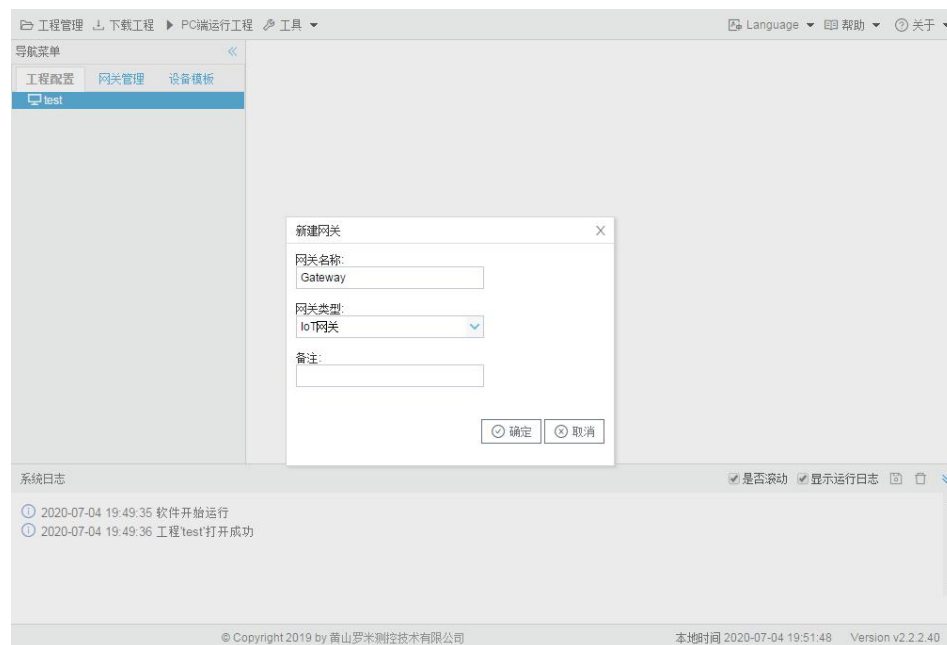 工程管理 下载工程 PC端运行工程 工具 Language 帮助 关于
导航菜单
工程配置 网关管理 设备模板
test
新建网关
网关名称:
Gateway
网关类型:
IoT网关
备注:
确定 取消
系统日志 是否滚动 显示运行日志
2020-07-04 19:49:35 软件开始运行
2020-07-04 19:49:36 工程'test'打开成功
© Copyright 2019 by 莆山罗米测控技术有限公司 本地时间 2020-07-04 19:51:48 Version v2.2.2.40